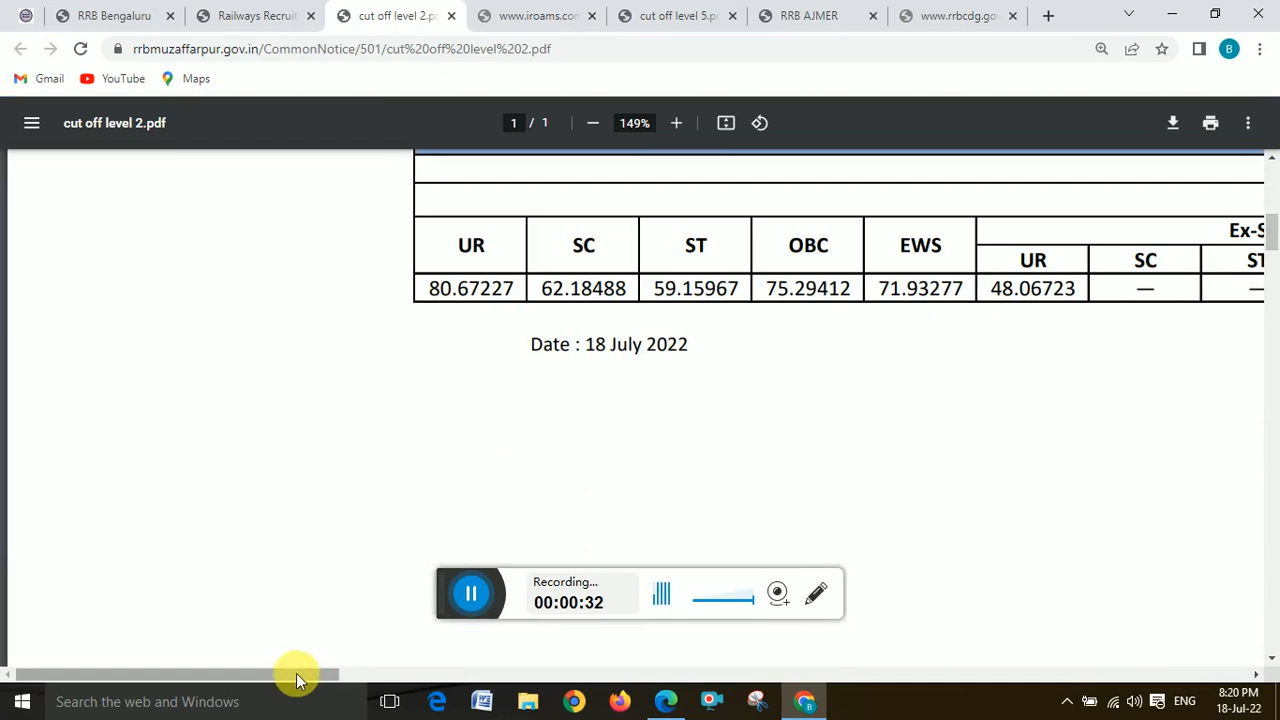 RRB Bengaluru
Railways Recruit
cut off level 2.pd
www.iroams.com
cut off level 5.p
RRB AJMER
www.rrbcdg.go
rrbmuzaffarpur.gov.in/CommonNotice/501/cut%20off%20level%202.pdf
B
Gmail
YouTube
Maps
cut off level 2.pdf
1 / 1
149%
Ex-S
UR SC ST OBC EWS
UR SC ST
80.67227 62.18488 59.15967 75.29412 71.93277 48.06723 — —
Date : 18 July 2022
Recording...
00:00:32
Search the web and Windows
ENG
8:20 PM
18-Jul-22